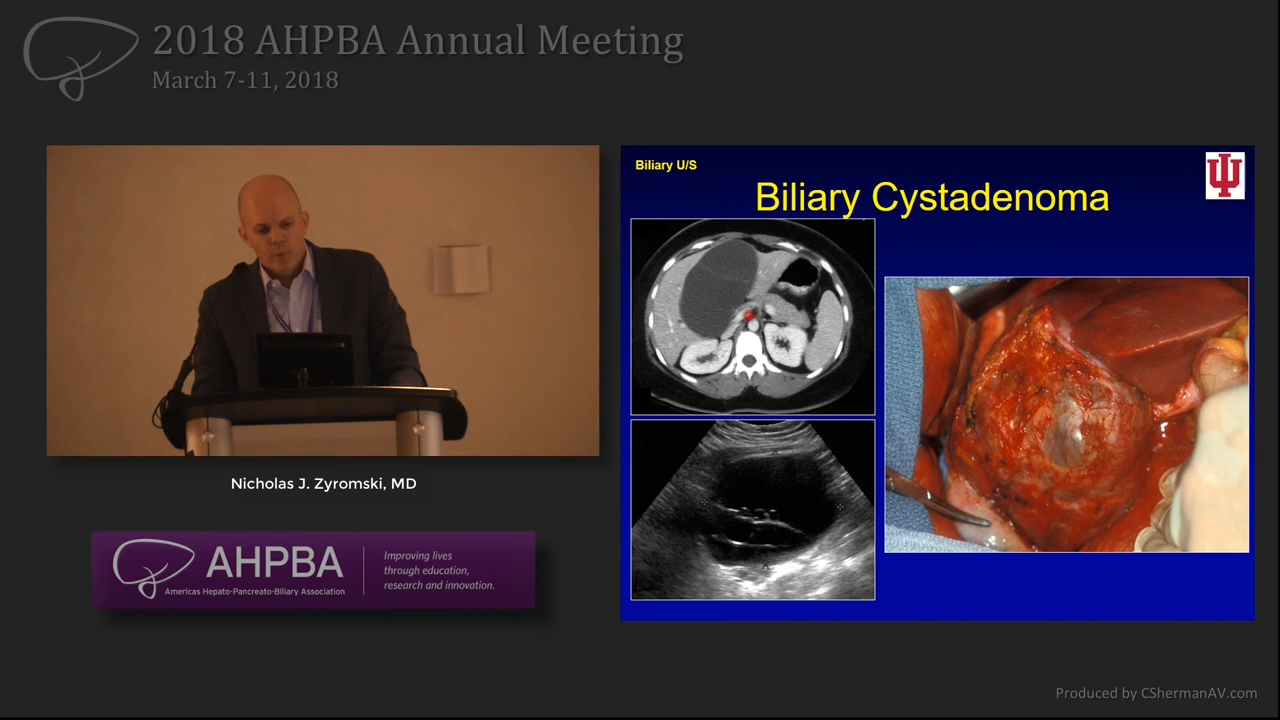 2018 AHPBA Annual Meeting
March 7-11, 2018
Biliary U/S
Biliary Cystadenoma
Nicholas J. Zyromski, MD
AHPBA
Americas Hepato-Pancreato-Biliary Association
Improving lives
through education,
research and innovation.
Produced by CShermanAV.com